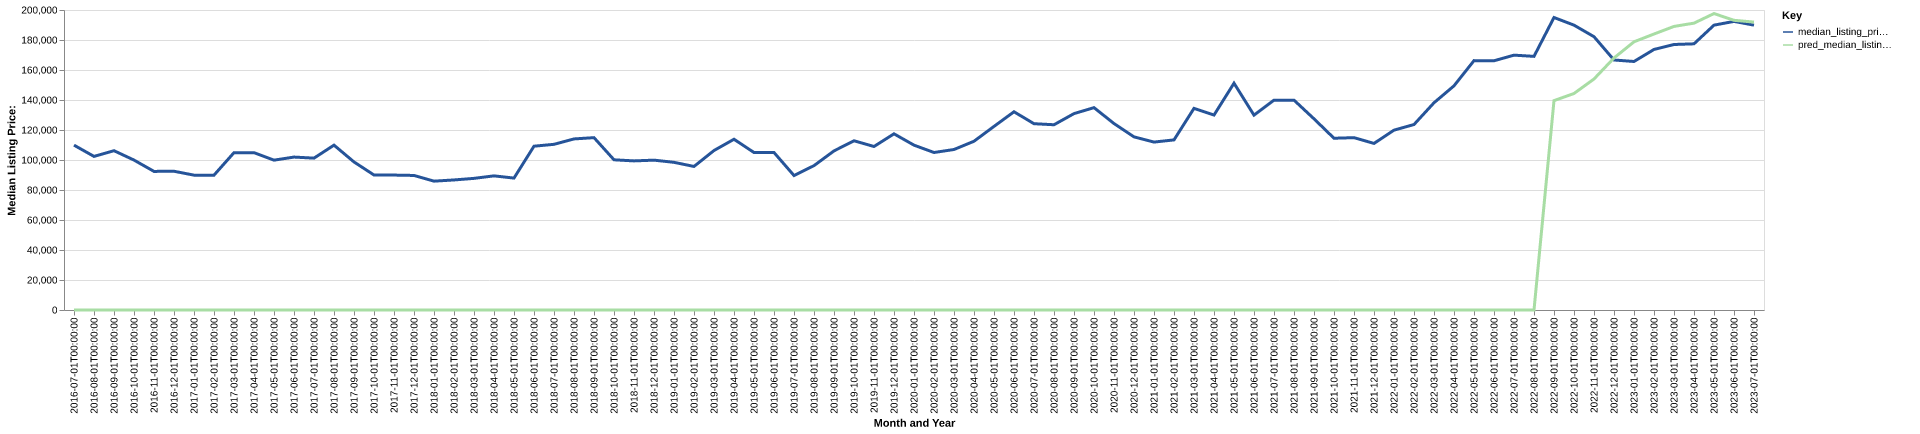 200,000
180,000
160,000
140,000
120,000
100,000
80,000
60,000
40,000
20,000
0
Median Listing Price:
2016-07-01T00:00:00
2016-08-01T00:00:00
2016-09-01T00:00:00
2016-10-01T00:00:00
2016-11-01T00:00:00
2016-12-01T00:00:00
2017-01-01T00:00:00
2017-02-01T00:00:00
2017-03-01T00:00:00
2017-04-01T00:00:00
2017-05-01T00:00:00
2017-06-01T00:00:00
2017-07-01T00:00:00
2017-08-01T00:00:00
2017-09-01T00:00:00
2017-10-01T00:00:00
2017-11-01T00:00:00
2017-12-01T00:00:00
2018-01-01T00:00:00
2018-02-01T00:00:00
2018-03-01T00:00:00
2018-04-01T00:00:00
2018-05-01T00:00:00
2018-06-01T00:00:00
2018-07-01T00:00:00
2018-08-01T00:00:00
2018-09-01T00:00:00
2018-10-01T00:00:00
2018-11-01T00:00:00
2018-12-01T00:00:00
2019-01-01T00:00:00
2019-02-01T00:00:00
2019-03-01T00:00:00
2019-04-01T00:00:00
2019-05-01T00:00:00
2019-06-01T00:00:00
2019-07-01T00:00:00
2019-08-01T00:00:00
2019-09-01T00:00:00
2019-10-01T00:00:00
2019-11-01T00:00:00
2019-12-01T00:00:00
2020-01-01T00:00:00
2020-02-01T00:00:00
2020-03-01T00:00:00
2020-04-01T00:00:00
2020-05-01T00:00:00
2020-06-01T00:00:00
2020-07-01T00:00:00
2020-08-01T00:00:00
2020-09-01T00:00:00
2020-10-01T00:00:00
2020-11-01T00:00:00
2020-12-01T00:00:00
2021-01-01T00:00:00
2021-02-01T00:00:00
2021-03-01T00:00:00
2021-04-01T00:00:00
2021-05-01T00:00:00
2021-06-01T00:00:00
2021-07-01T00:00:00
2021-08-01T00:00:00
2021-09-01T00:00:00
2021-10-01T00:00:00
2021-11-01T00:00:00
2021-12-01T00:00:00
2022-01-01T00:00:00
2022-02-01T00:00:00
2022-03-01T00:00:00
2022-04-01T00:00:00
2022-05-01T00:00:00
2022-06-01T00:00:00
2022-07-01T00:00:00
2022-08-01T00:00:00
2022-09-01T00:00:00
2022-10-01T00:00:00
2022-11-01T00:00:00
2022-12-01T00:00:00
2023-01-01T00:00:00
2023-02-01T00:00:00
2023-03-01T00:00:00
2023-04-01T00:00:00
2023-05-01T00:00:00
2023-06-01T00:00:00
2023-07-01T00:00:00
Month and Year
Key
median_listing_pri…
pred_median_listin…